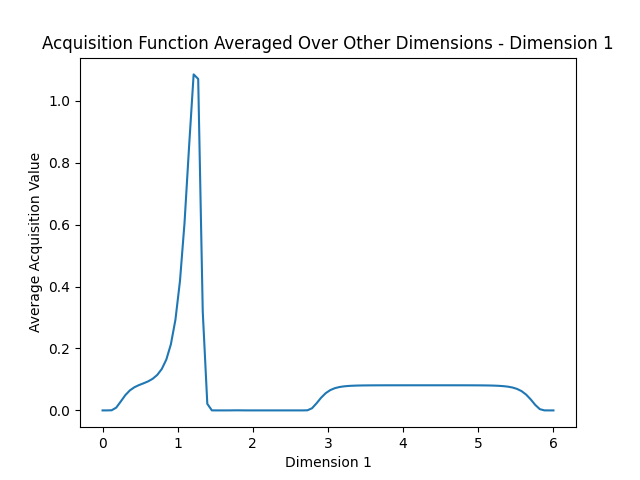 Acquisition Function Averaged Over Other Dimensions - Dimension 1
Average Acquisition Value
1.0
0.8
0.6
0.4
0.2
0.0
0 1 2 3 4 5 6
Dimension 1